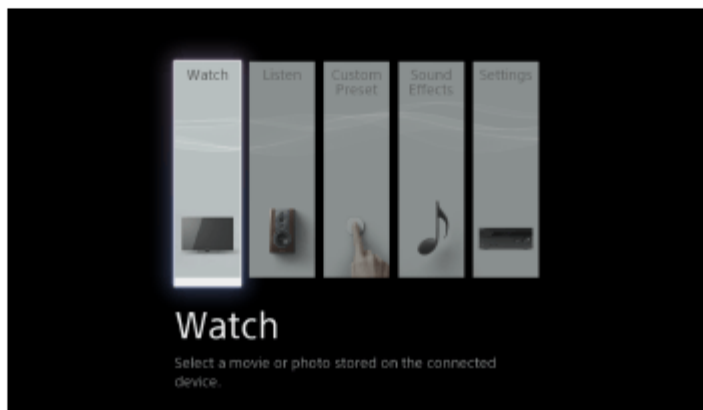 Watch
Listen
Custom
Preset
Sound
Effects
Settings
Watch
Select a movie or photo stored on the connected
device.